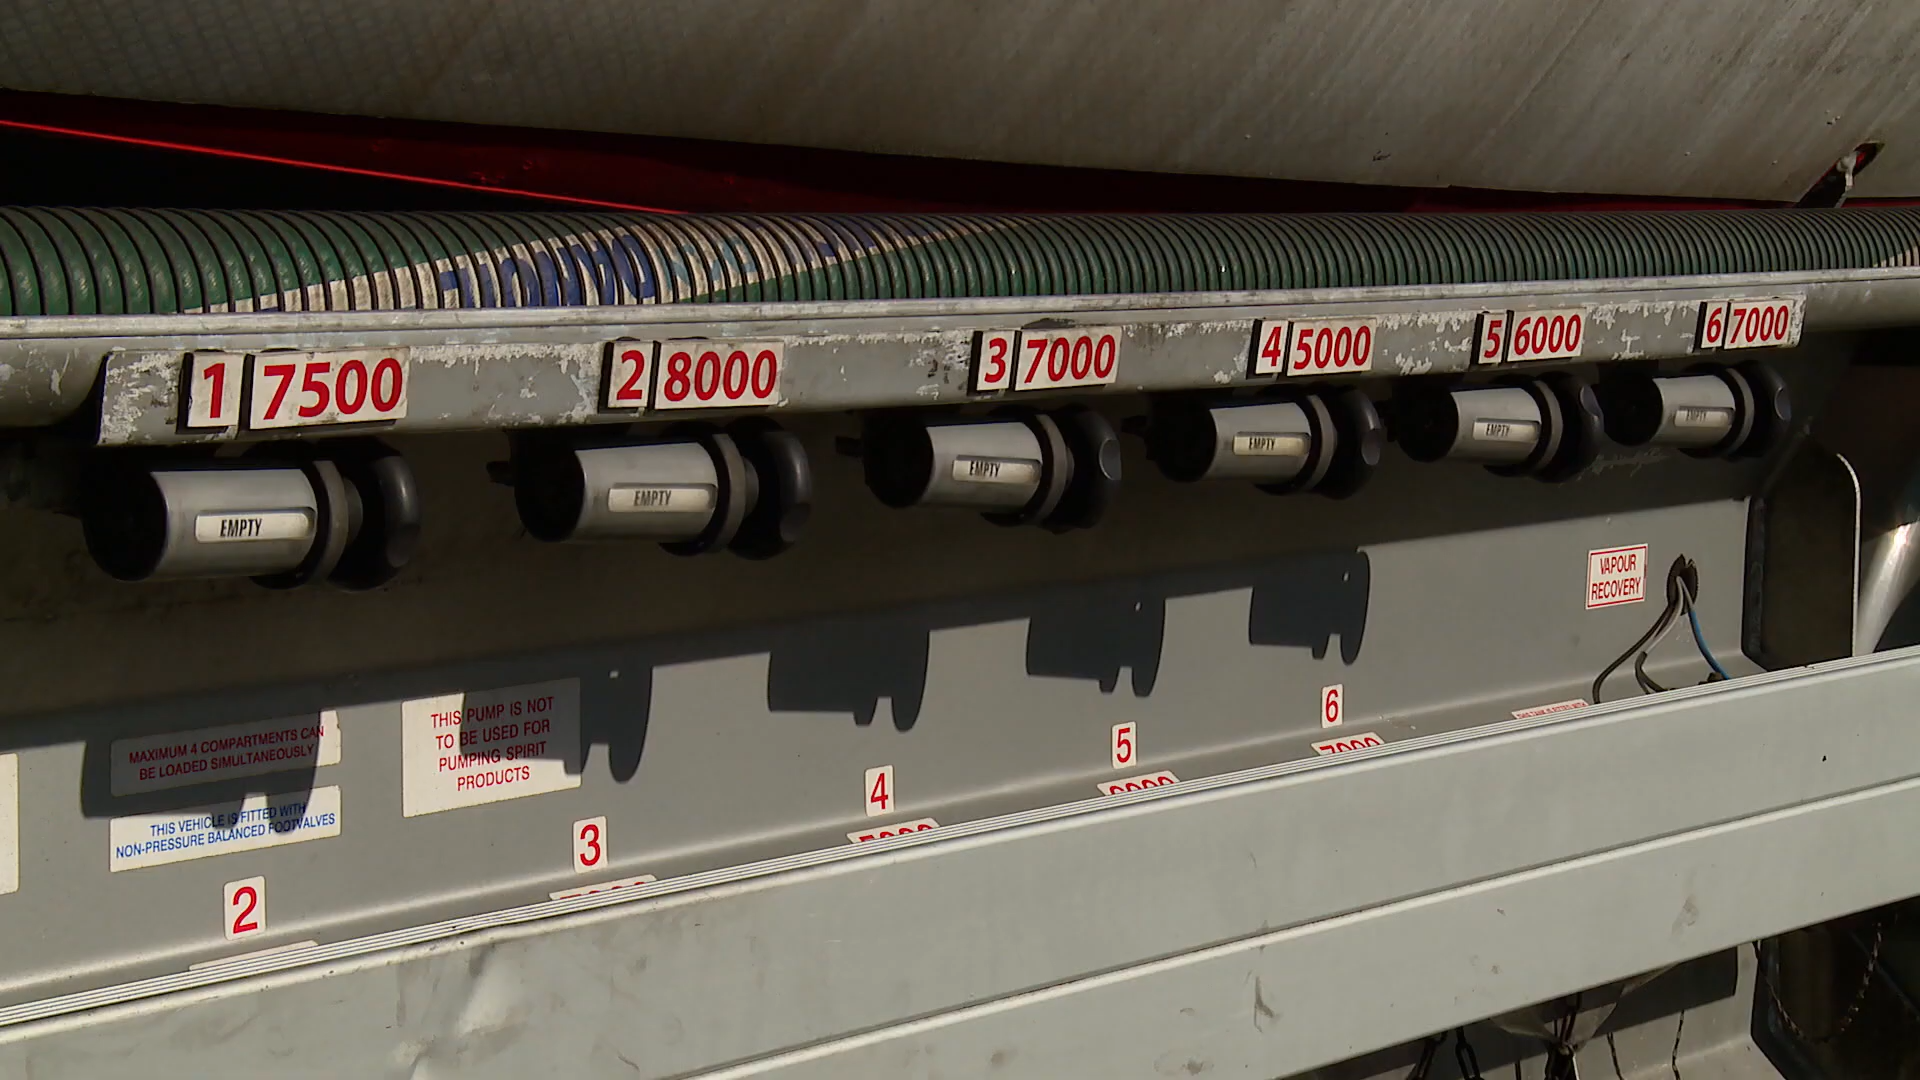 1 7500
2 8000
3 7000
4 5000
5 6000
6 7000
EMPTY
EMPTY
EMPTY
EMPTY
EMPTY
EMPTY
VAPOUR
RECOVERY
MAXIMUM 4 COMPARTMENTS CAN
BE LOADED SIMULTANEOUSLY
THIS VEHICLE IS FITTED WITH
NON-PRESSURE BALANCED FOOTVALVES
THIS PUMP IS NOT
TO BE USED FOR
PUMPING SPIRIT
PRODUCTS
2
3
4
5
6
7000